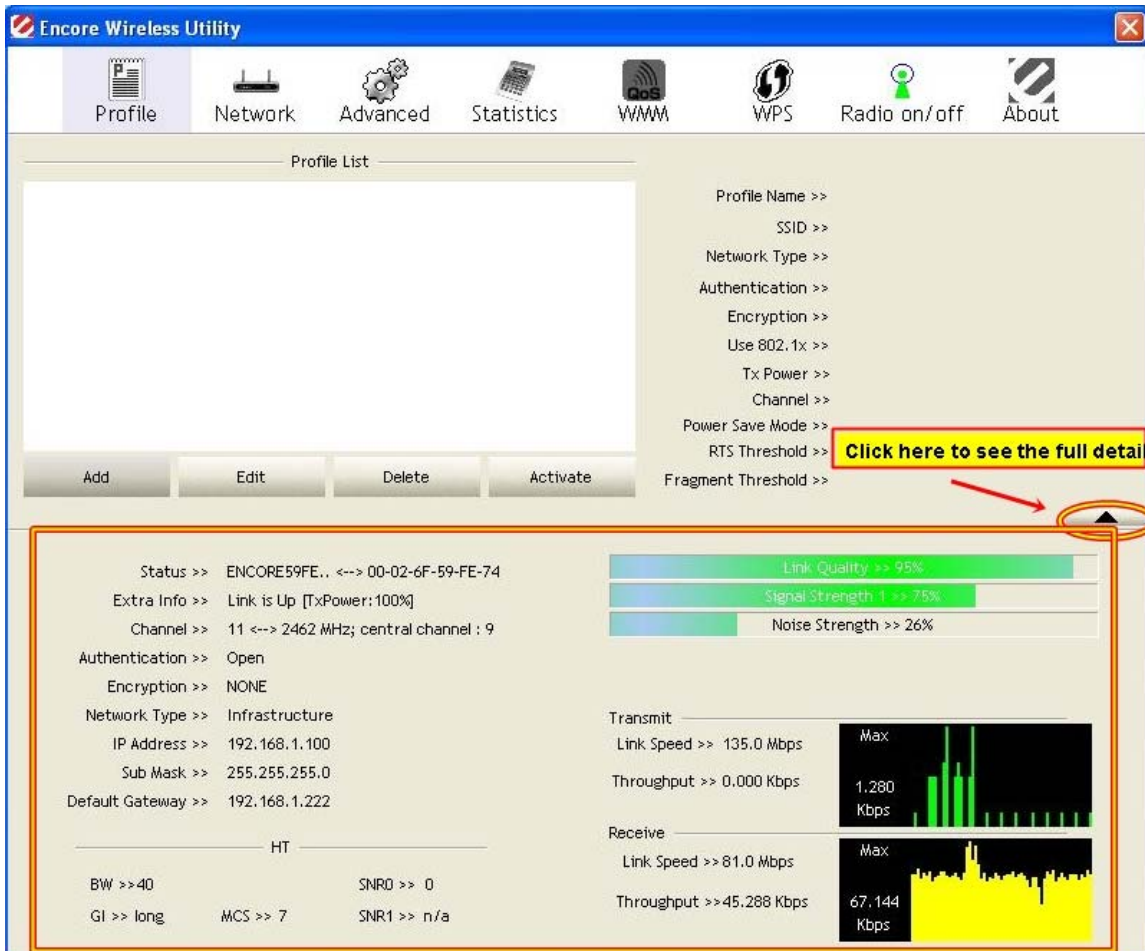 Encore Wireless Utility
Profile
Network
Advanced
Statistics
QoS
WMM
WPS
Radio on/off
About
Profile List
Add
Edit
Delete
Activate
Profile Name >>
SSID >>
Network Type >>
Authentication >>
Encryption >>
Use 802.1x >>
Tx Power >>
Channel >>
Power Save Mode >>
RTS Threshold >>
Fragment Threshold >>
Click here to see the full detail
Status >> ENCORE59FE.. <--> 00-02-6F-59-FE-74
Extra Info >> Link is Up [TxPower:100%]
Channel >> 11 <--> 2462 MHz; central channel : 9
Authentication >> Open
Encryption >> NONE
Network Type >> Infrastructure
IP Address >> 192.168.1.100
Sub Mask >> 255.255.255.0
Default Gateway >> 192.168.1.222
HT
BW >>40
SNR0 >> 0
GI >> long
MCS >> 7
SNR1 >> n/a
Link Quality >> 95%
Signal Strength 1 >> 75%
Noise Strength >> 26%
Transmit
Link Speed >> 135.0 Mbps
Throughput >> 0.000 Kbps
Max
1.280
Kbps
Receive
Link Speed >>81.0 Mbps
Throughput >>45.288 Kbps
Max
67.144
Kbps